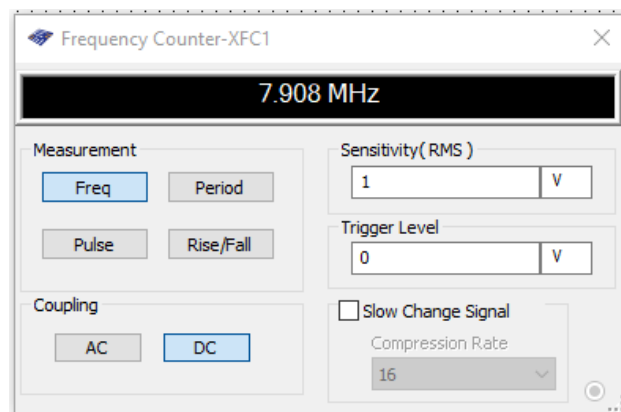 Frequency Counter-XFC1
7.908 MHz
Measurement
Freq Period
Pulse Rise/Fall
Coupling
AC DC
Sensitivity( RMS )
1 V
Trigger Level
0 V
Slow Change Signal
Compression Rate
16